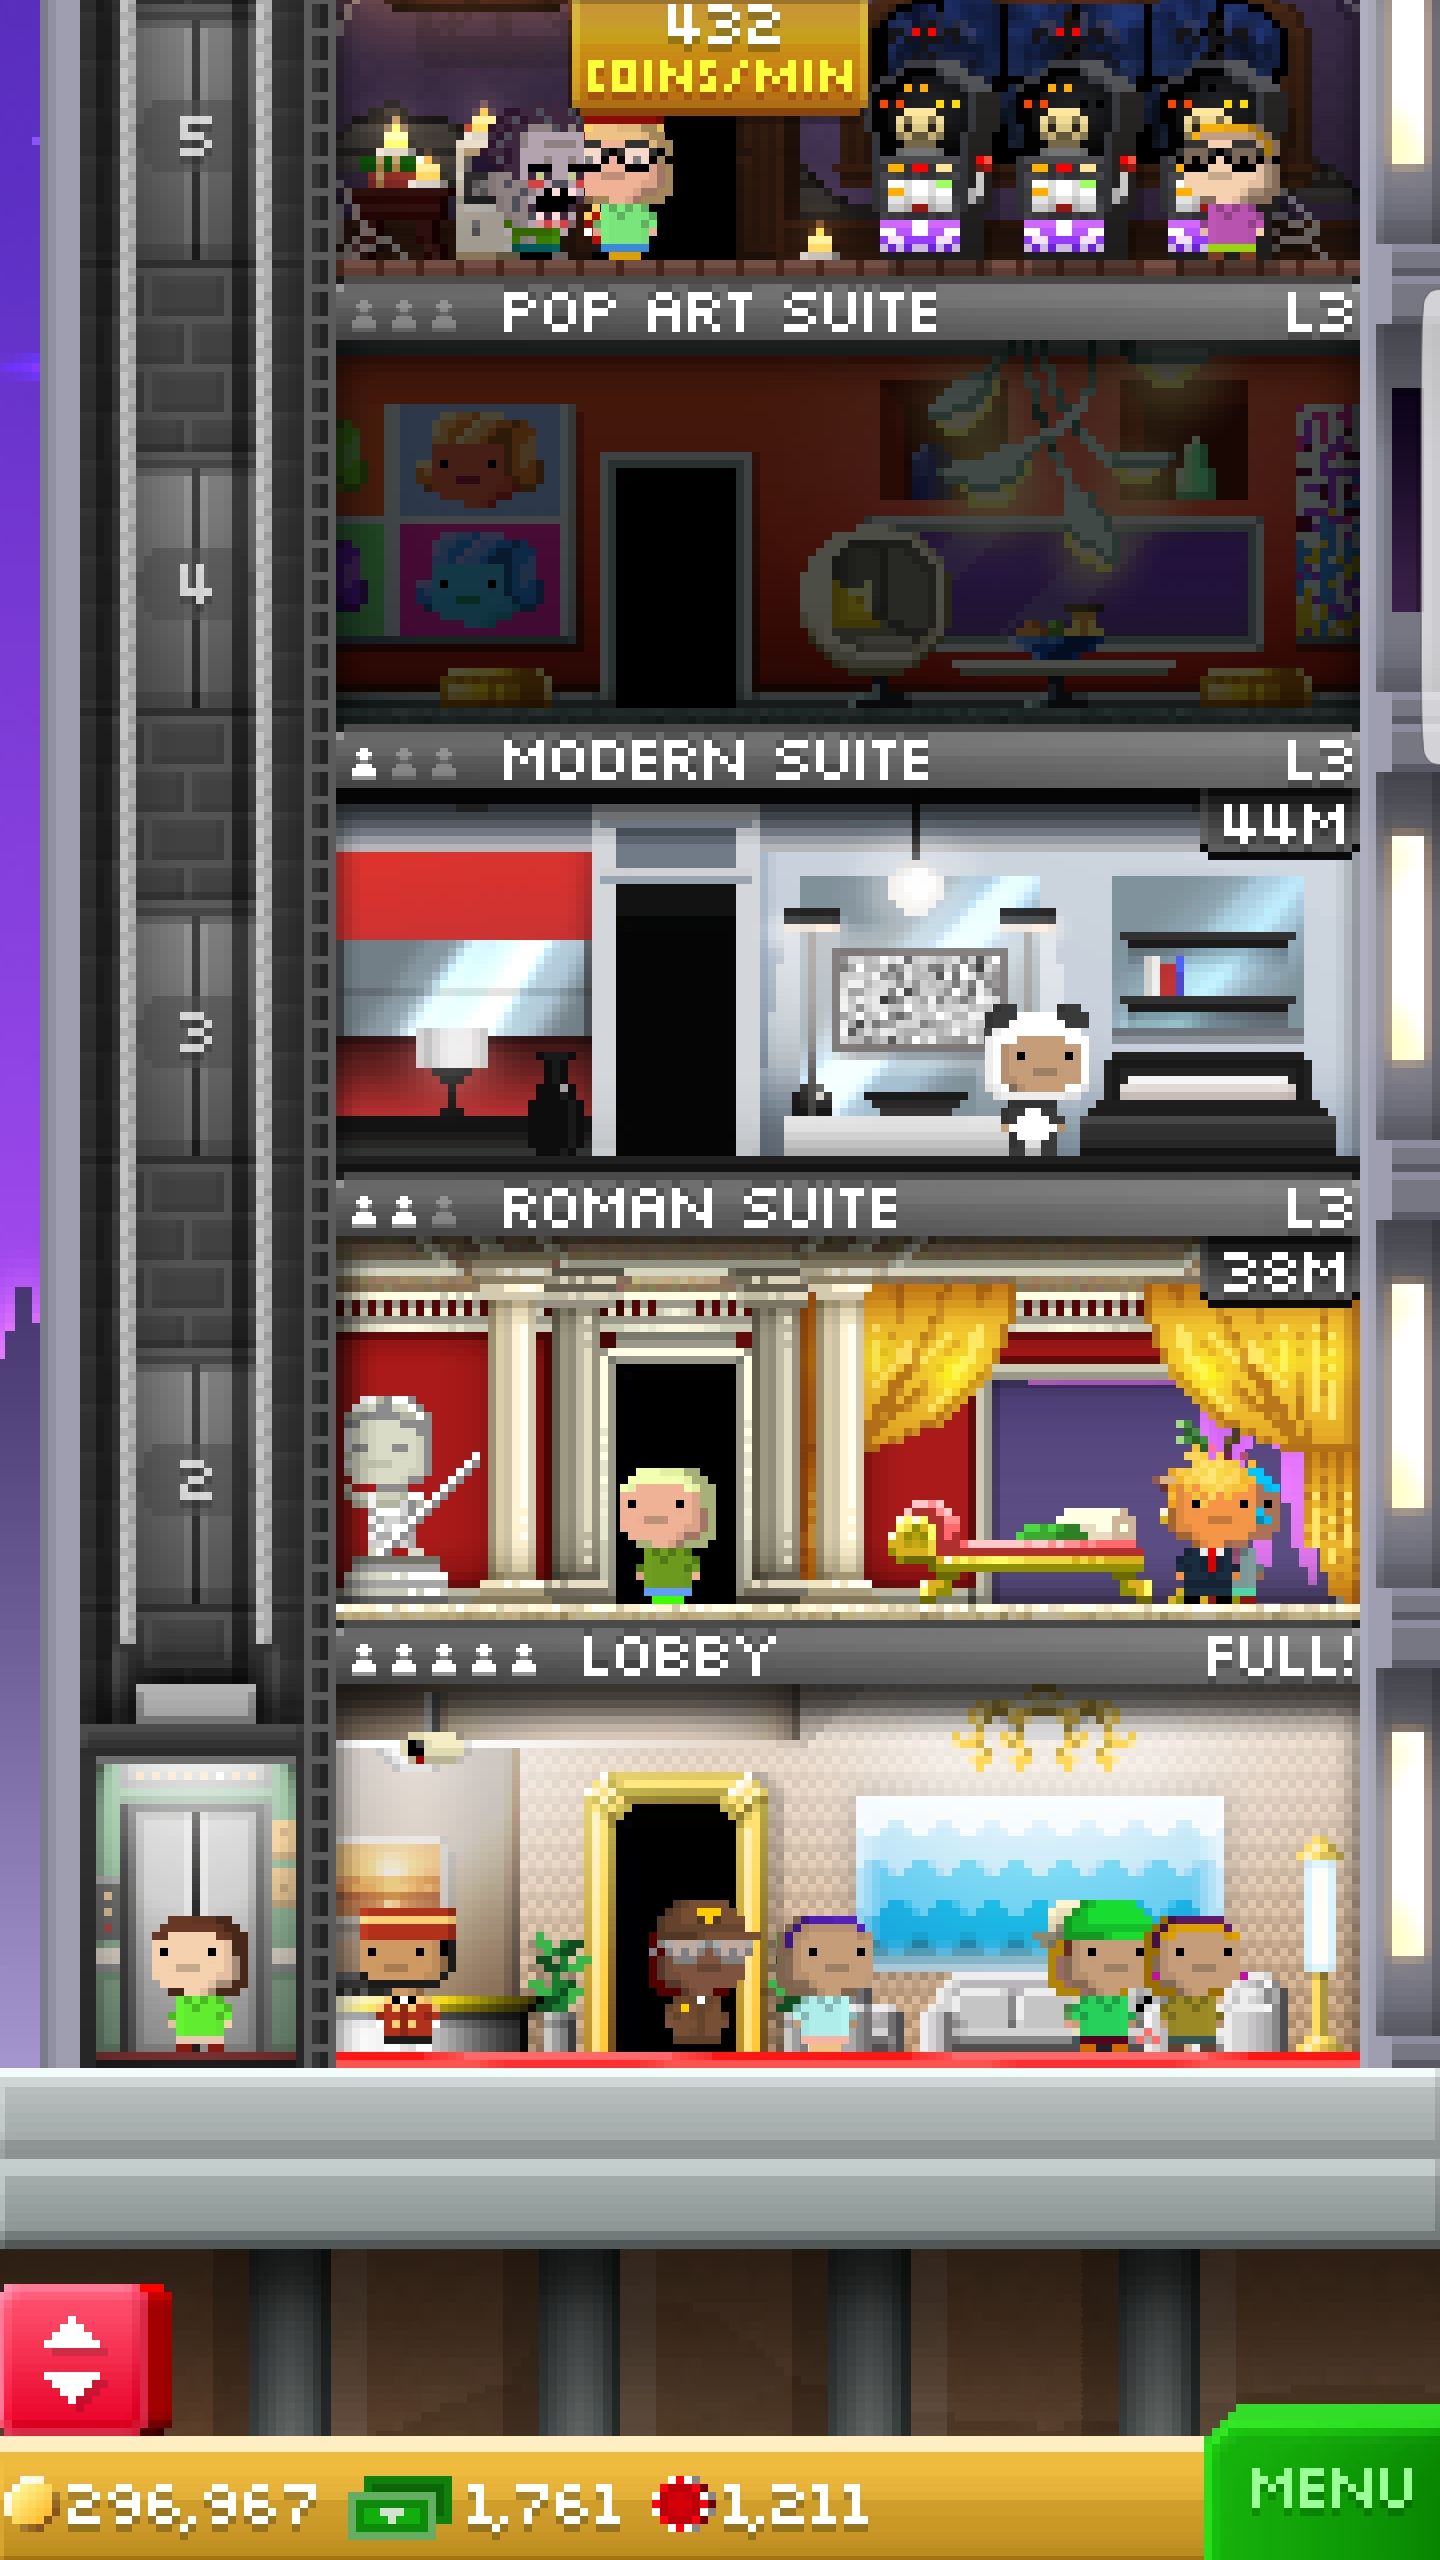 432
COINS/MIN
5
POP ART SUITE L3
4
MODERN SUITE L3
44M
3
ROMAN SUITE L3
38M
2
LOBBY FULL!
296,967 1,761 1,211
MENU